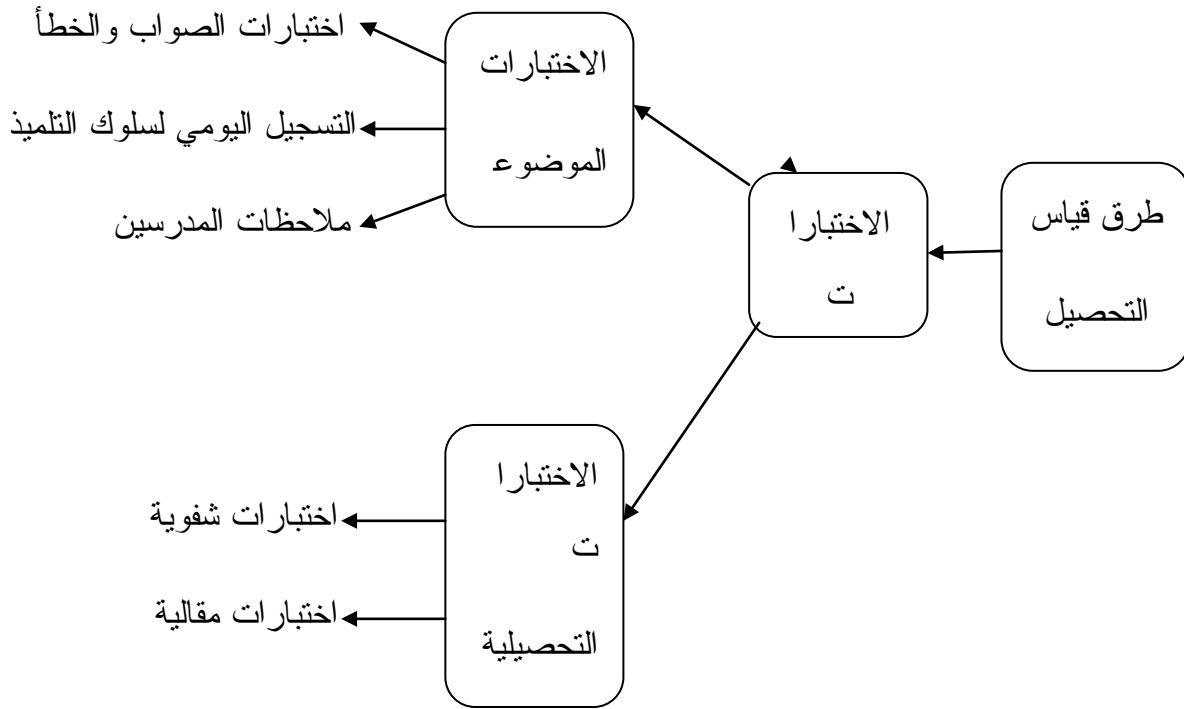 طرق قياس
التحصيل
الاختبارا
ت
الاختبارات
الموضوع
اختبارات الصواب والخطأ
التسجيل اليومي لسلوك التلميذ
ملاحظات المدرسين
الاختبارا
ت
التحصيلية
اختبارات شفوية
اختبارات مقالية